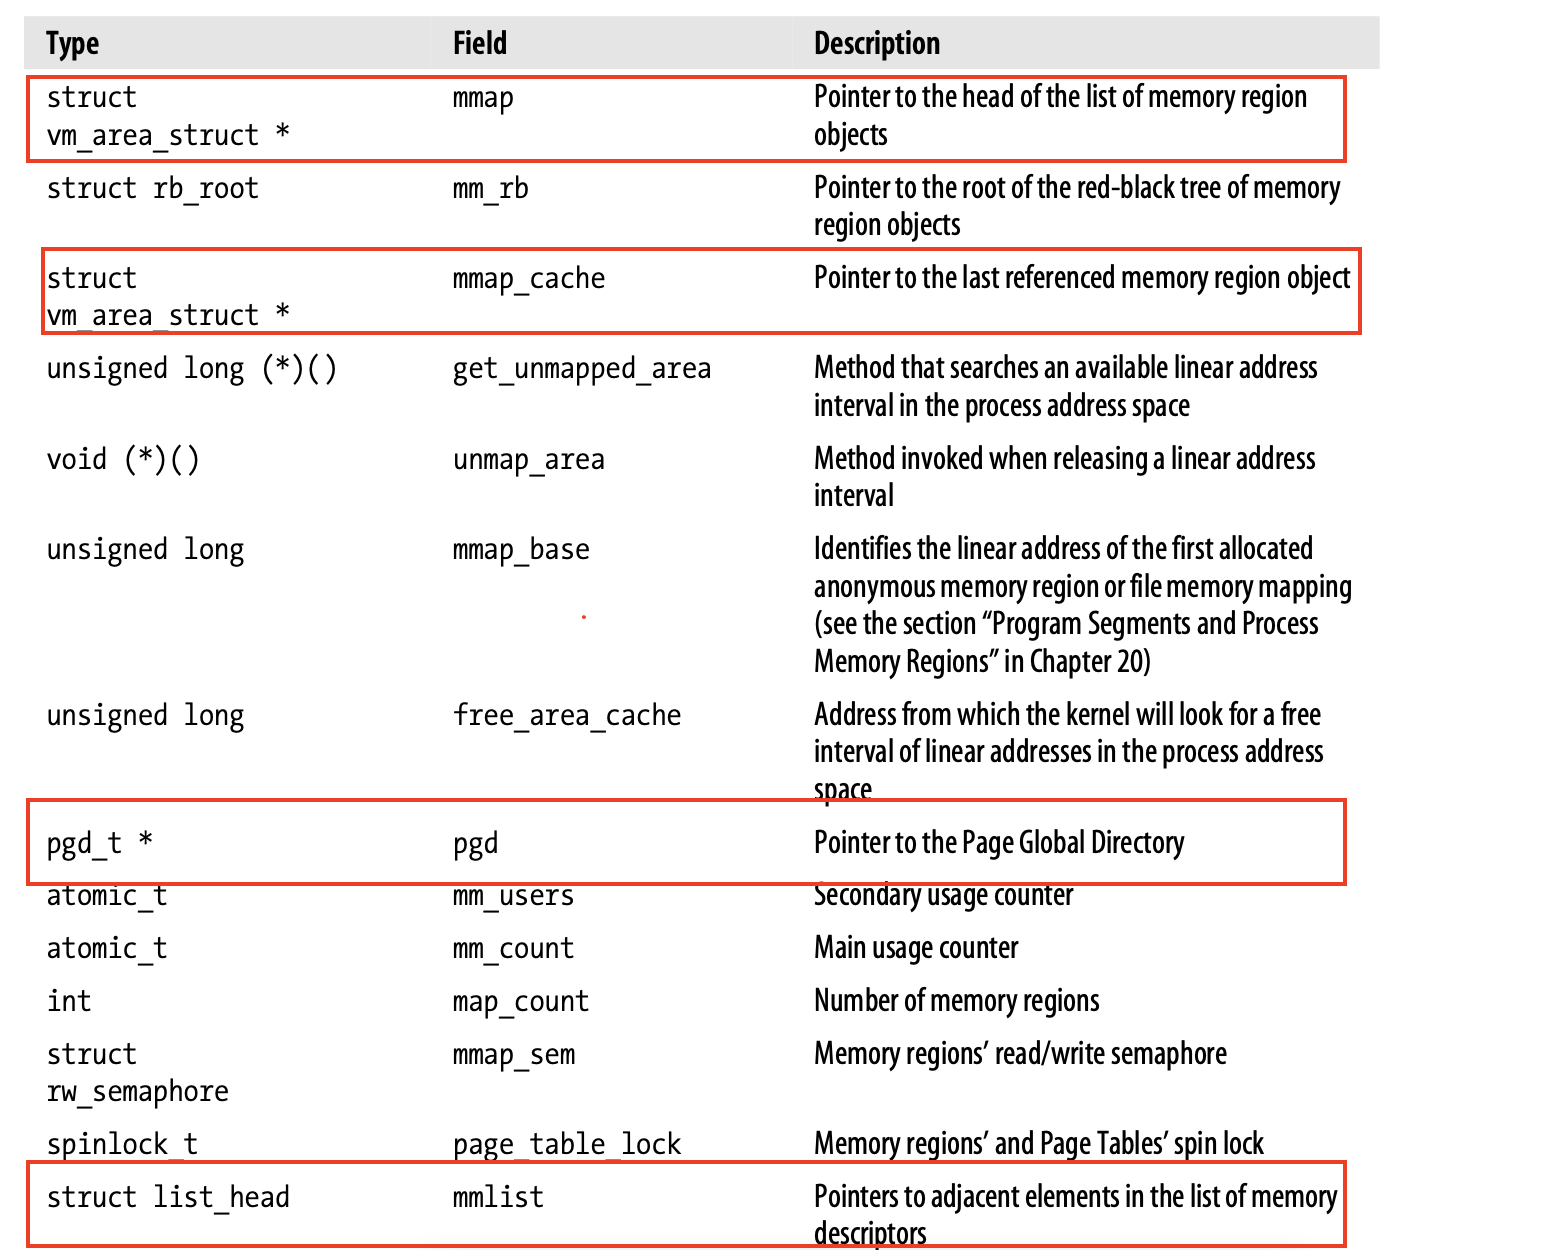 Type Field Description
struct mmap Pointer to the head of the list of memory region
vm_area_struct * objects
struct rb_root mm_rb Pointer to the root of the red-black tree of memory
region objects
struct mmap_cache Pointer to the last referenced memory region object
vm_area_struct *
unsigned long (*)() get_unmapped_area Method that searches an available linear address
interval in the process address space
void (*)() unmap_area Method invoked when releasing a linear address
interval
unsigned long mmap_base Identifies the linear address of the first allocated
anonymous memory region or file memory mapping
(see the section “Program Segments and Process
Memory Regions” in Chapter 20)
unsigned long free_area_cache Address from which the kernel will look for a free
interval of linear addresses in the process address
space
pgd_t * pgd Pointer to the Page Global Directory
atomic_t mm_users Secondary usage counter
atomic_t mm_count Main usage counter
int map_count Number of memory regions
struct mmap_sem Memory regions’ read/write semaphore
rw_semaphore
spinlock_t page_table_lock Memory regions’ and Page Tables’ spin lock
struct list_head mmlist Pointers to adjacent elements in the list of memory
descriptors